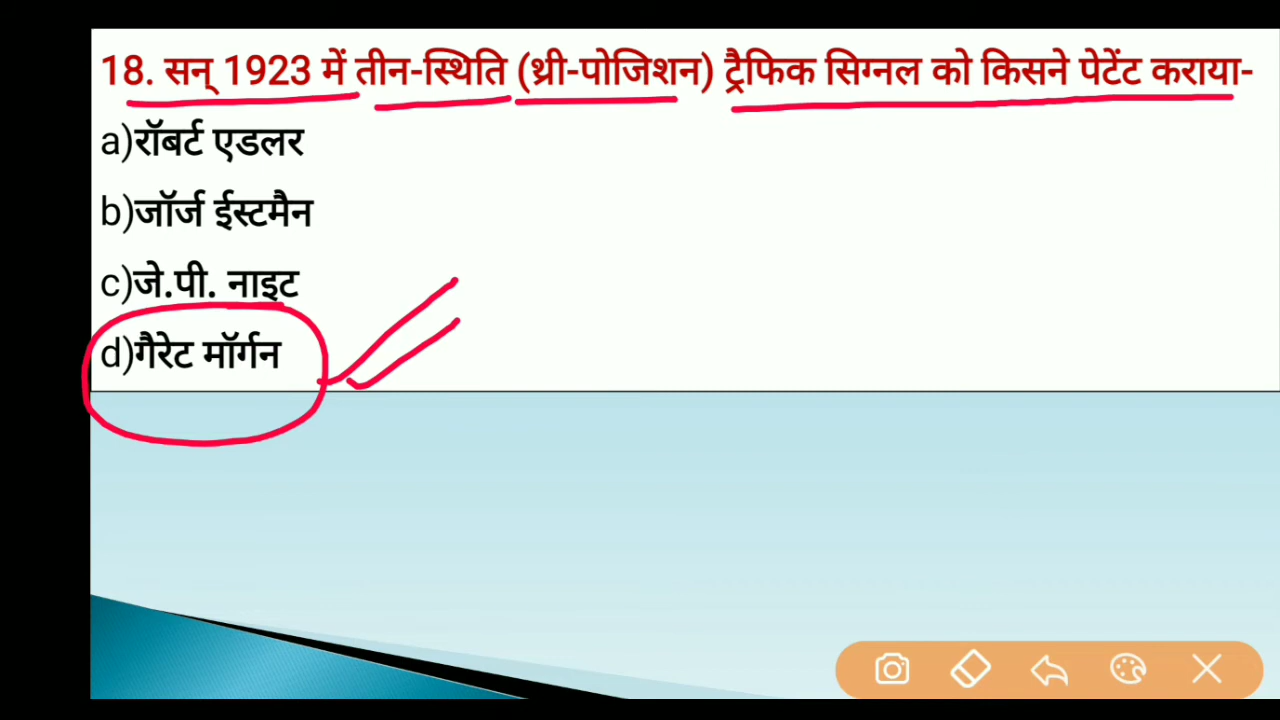 18. सन् 1923 में तीन-स्थिति (थ्री-पोजिशन) ट्रैफिक सिग्नल को किसने पेटेंट कराया-
a)रॉबर्ट एडलर
b)जॉर्ज ईस्टमैन
c)जे.पी. नाइट
d)गैरेट मॉर्गन